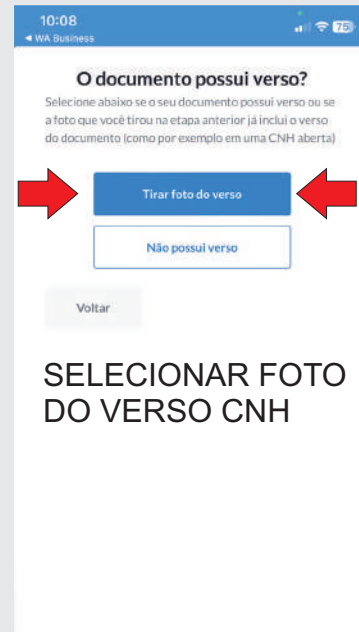 10:08
75
◀ WA Business
O documento possui verso?
Selecione abaixo se o seu documento possui verso ou se
a foto que você tirou na etapa anterior já inclui o verso
do documento (como por exemplo em uma CNH aberta)
Tirar foto do verso
Não possui verso
Voltar
SELECIONAR FOTO
DO VERSO CNH